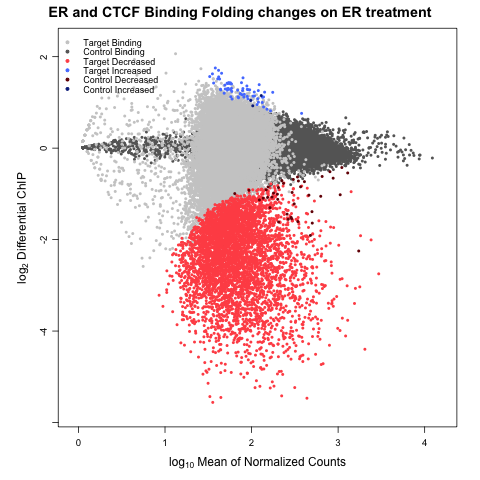 ER and CTCF Binding Folding changes on ER treatment
Target Binding
Control Binding
Target Decreased
Target Increased
Control Decreased
Control Increased
2
0
-2
-4
log2 Differential ChIP
0 1 2 3 4
log10 Mean of Normalized Counts